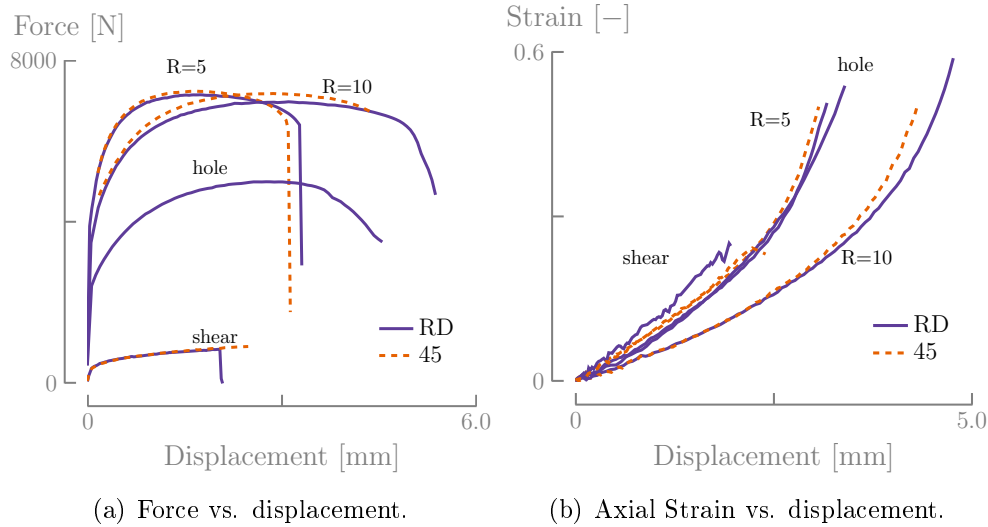 Force [N]
8000
R=5
R=10
hole
shear
RD
45
0
0
6.0
Displacement [mm]
(a) Force vs. displacement.
Strain [−]
0.6
hole
R=5
shear
R=10
RD
45
0
0
5.0
Displacement [mm]
(b) Axial Strain vs. displacement.